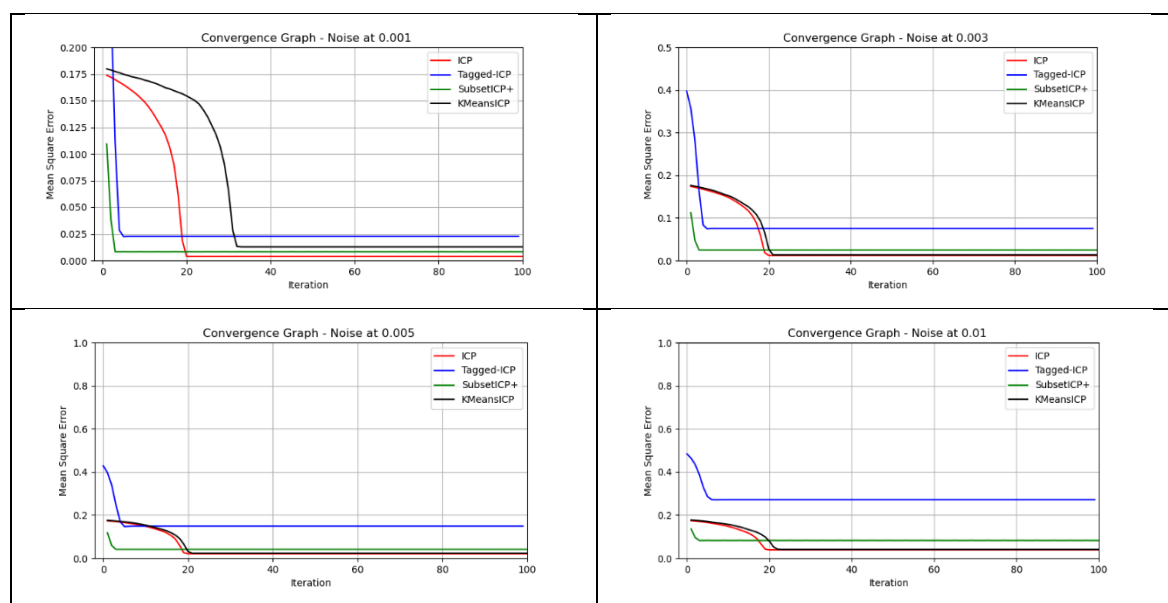 Convergence Graph - Noise at 0.001
Mean Square Error
0.200
0.175
0.150
0.125
0.100
0.075
0.050
0.025
0.000
ICP
Tagged-ICP
SubsetICP+
KMeansICP
0 20 40 60 80 100
Iteration
Convergence Graph - Noise at 0.003
Mean Square Error
0.5
0.4
0.3
0.2
0.1
0.0
ICP
Tagged-ICP
SubsetICP+
KMeansICP
0 20 40 60 80 100
Iteration
Convergence Graph - Noise at 0.005
Mean Square Error
1.0
0.8
0.6
0.4
0.2
0.0
ICP
Tagged-ICP
SubsetICP+
KMeansICP
0 20 40 60 80 100
Iteration
Convergence Graph - Noise at 0.01
Mean Square Error
1.0
0.8
0.6
0.4
0.2
0.0
ICP
Tagged-ICP
SubsetICP+
KMeansICP
0 20 40 60 80 100
Iteration